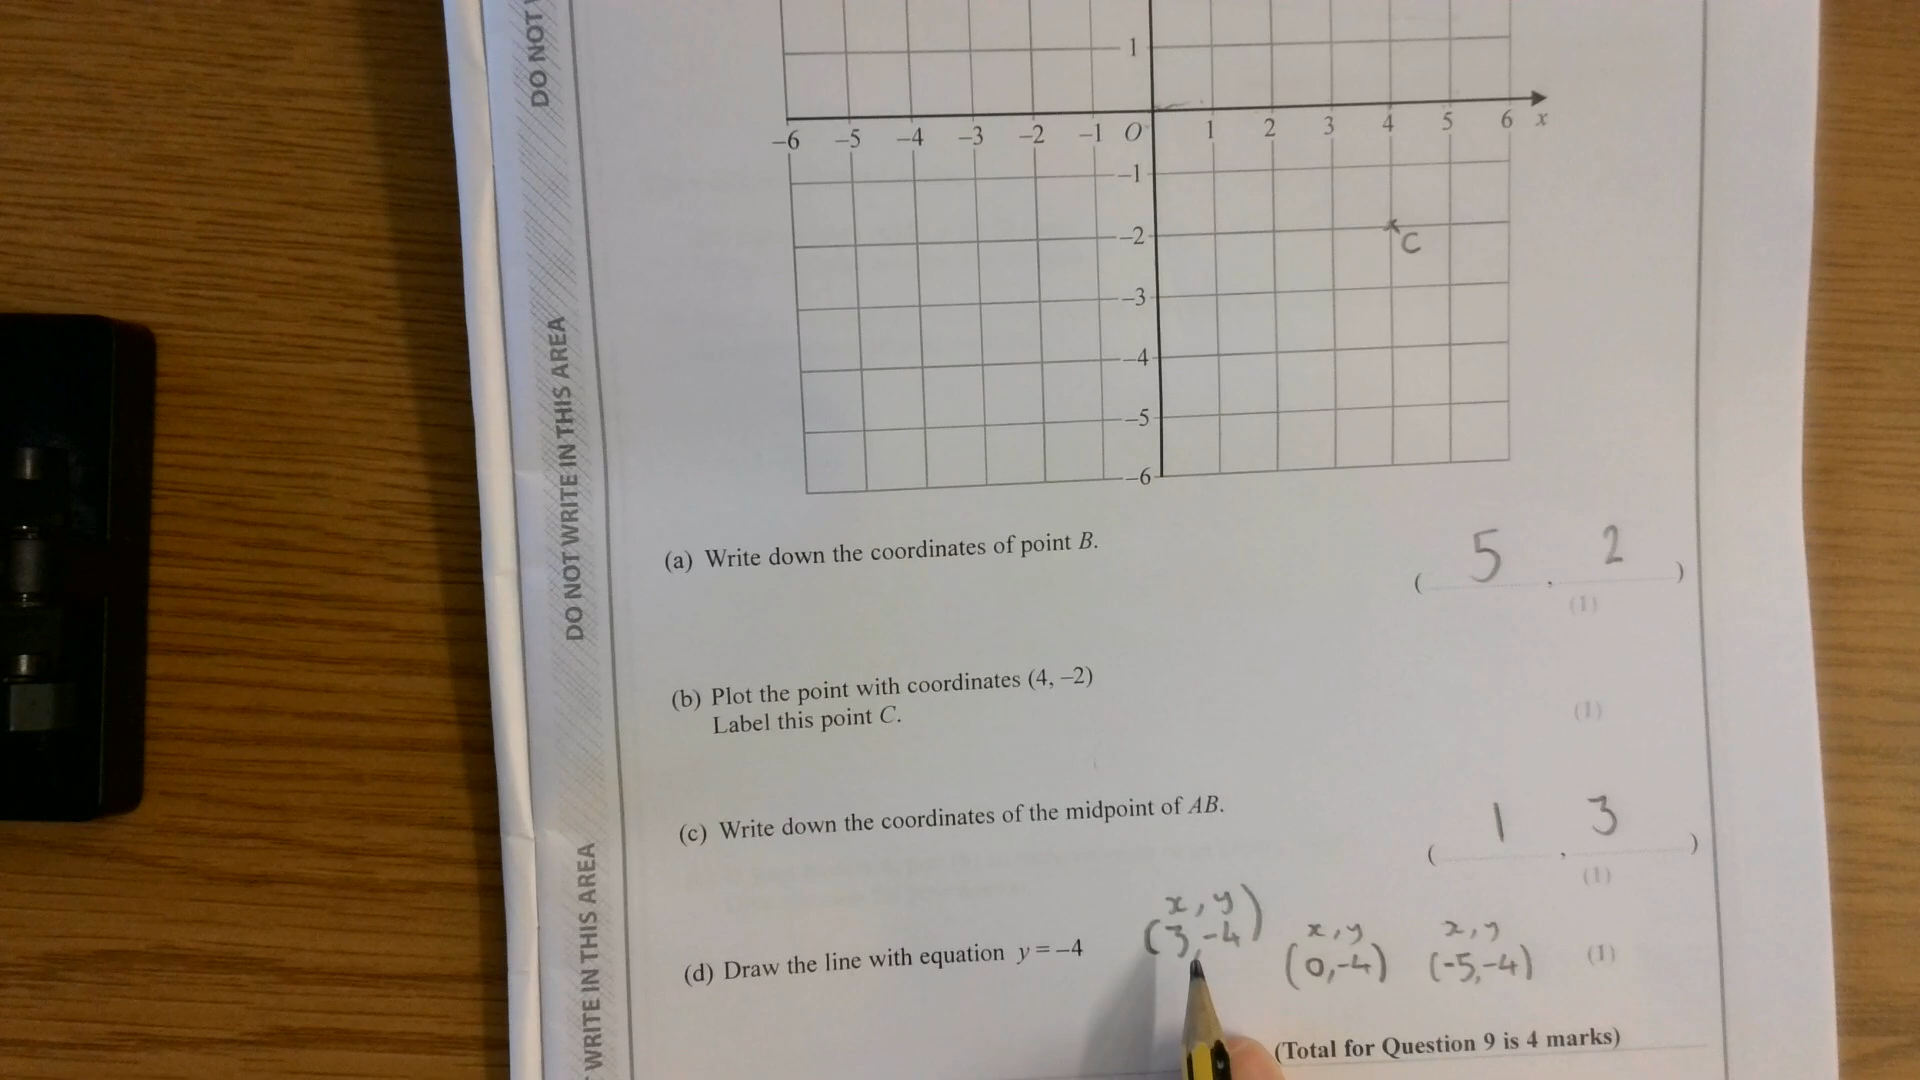 DO NOT
1
-6 -5 -4 -3 -2 -1 O 1 2 3 4 5 6 x
-1
-2
C
-3
-4
-5
-6
DO NOT WRITE IN THIS AREA
(a) Write down the coordinates of point B.
( 5 , 2 )
(1)
(b) Plot the point with coordinates (4, –2)
Label this point C.
(1)
(c) Write down the coordinates of the midpoint of AB.
( 1 , 3 )
(1)
x, y x, y x, y
(d) Draw the line with equation y = –4 (3,-4) (0,-4) (-5,-4) (1)
WRITE IN THIS AREA
(Total for Question 9 is 4 marks)